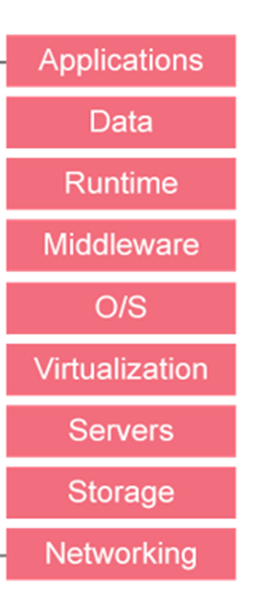 Applications
Data
Runtime
Middleware
O/S
Virtualization
Servers
Storage
Networking